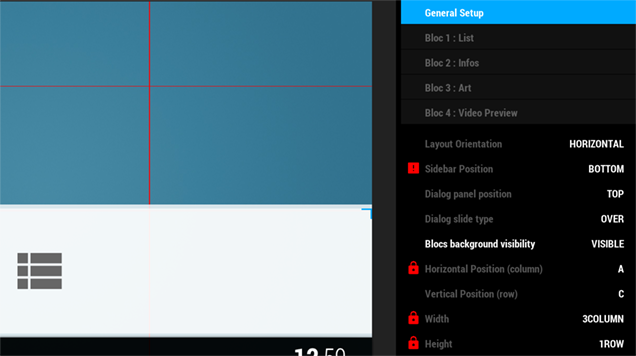 General Setup
Bloc 1 : List
Bloc 2 : Infos
Bloc 3 : Art
Bloc 4 : Video Preview
Layout Orientation HORIZONTAL
Sidebar Position BOTTOM
Dialog panel position TOP
Dialog slide type OVER
Blocs background visibility VISIBLE
Horizontal Position (column) A
Vertical Position (row) C
Width 3COLUMN
Height 1ROW
12 50